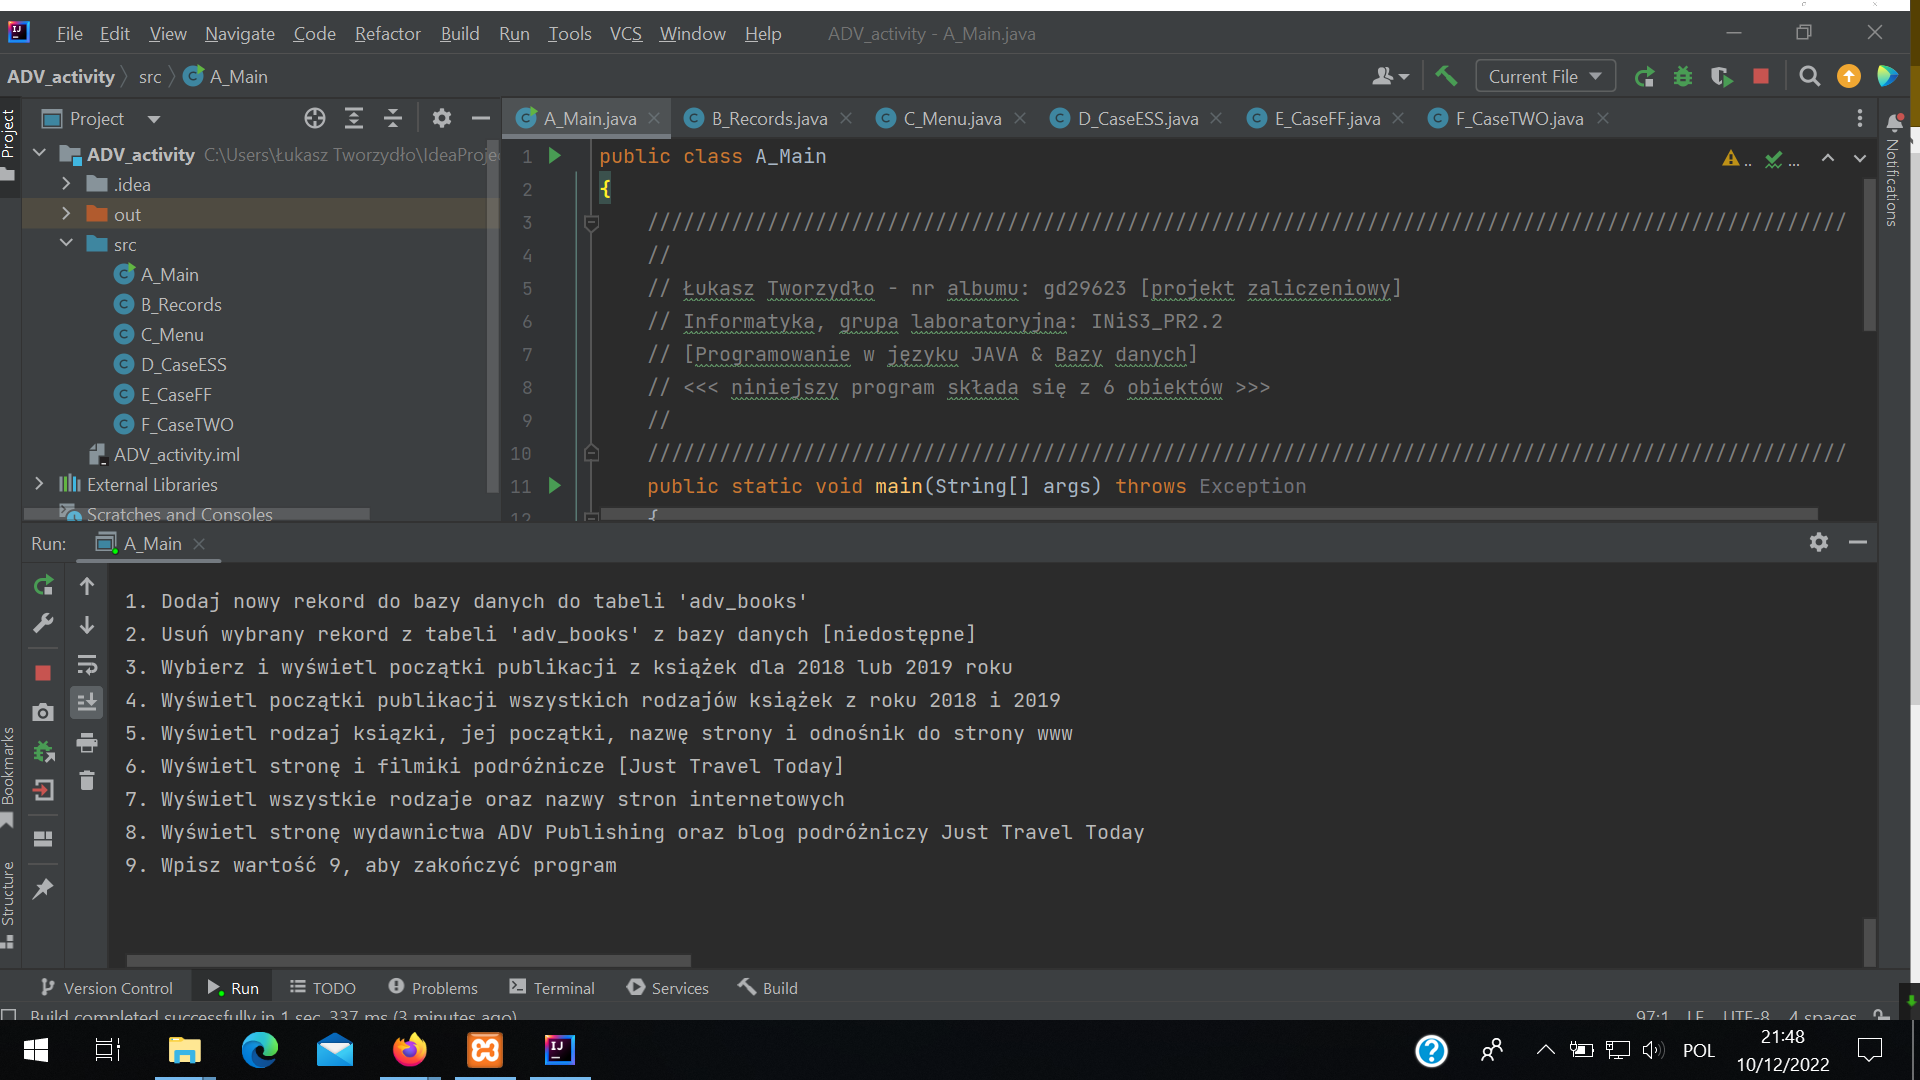 File Edit View Navigate Code Refactor Build Run Tools VCS Window Help ADV_activity - A_Main.java
ADV_activity src A_Main Current File
Project
Project
ADV_activity C:\Users\Łukasz Tworzydło\IdeaProje
.idea
out
src
A_Main
B_Records
C_Menu
D_CaseESS
E_CaseFF
F_CaseTWO
ADV_activity.iml
External Libraries
Scratches and Consoles
A_Main.java B_Records.java C_Menu.java D_CaseESS.java E_CaseFF.java F_CaseTWO.java
Notifications
1 public class A_Main
2 {
3 ////////////////////////////////////////////////////////////////////////////////////////////////////
4 //
5 // Łukasz Tworzydło - nr albumu: gd29623 [projekt zaliczeniowy]
6 // Informatyka, grupa laboratoryjna: INiS3_PR2.2
7 // [Programowanie w języku JAVA & Bazy danych]
8 // <<< niniejszy program składa się z 6 obiektów >>>
9 //
10 ////////////////////////////////////////////////////////////////////////////////////////////////////
11 public static void main(String[] args) throws Exception
12 {
Run: A_Main
1. Dodaj nowy rekord do bazy danych do tabeli 'adv_books'
2. Usuń wybrany rekord z tabeli 'adv_books' z bazy danych [niedostępne]
3. Wybierz i wyświetl początki publikacji z książek dla 2018 lub 2019 roku
4. Wyświetl początki publikacji wszystkich rodzajów książek z roku 2018 i 2019
5. Wyświetl rodzaj ksiązki, jej początki, nazwę strony i odnośnik do strony www
6. Wyświetl stronę i filmiki podróżnicze [Just Travel Today]
7. Wyświetl wszystkie rodzaje oraz nazwy stron internetowych
8. Wyświetl stronę wydawnictwa ADV Publishing oraz blog podróżniczy Just Travel Today
9. Wpisz wartość 9, aby zakończyć program
Bookmarks
Structure
Version Control Run TODO Problems Terminal Services Build
Build completed successfully in 1 sec, 337 ms (3 minutes ago) 97:1 LF UTF-8 4 spaces
POL
21:48
10/12/2022